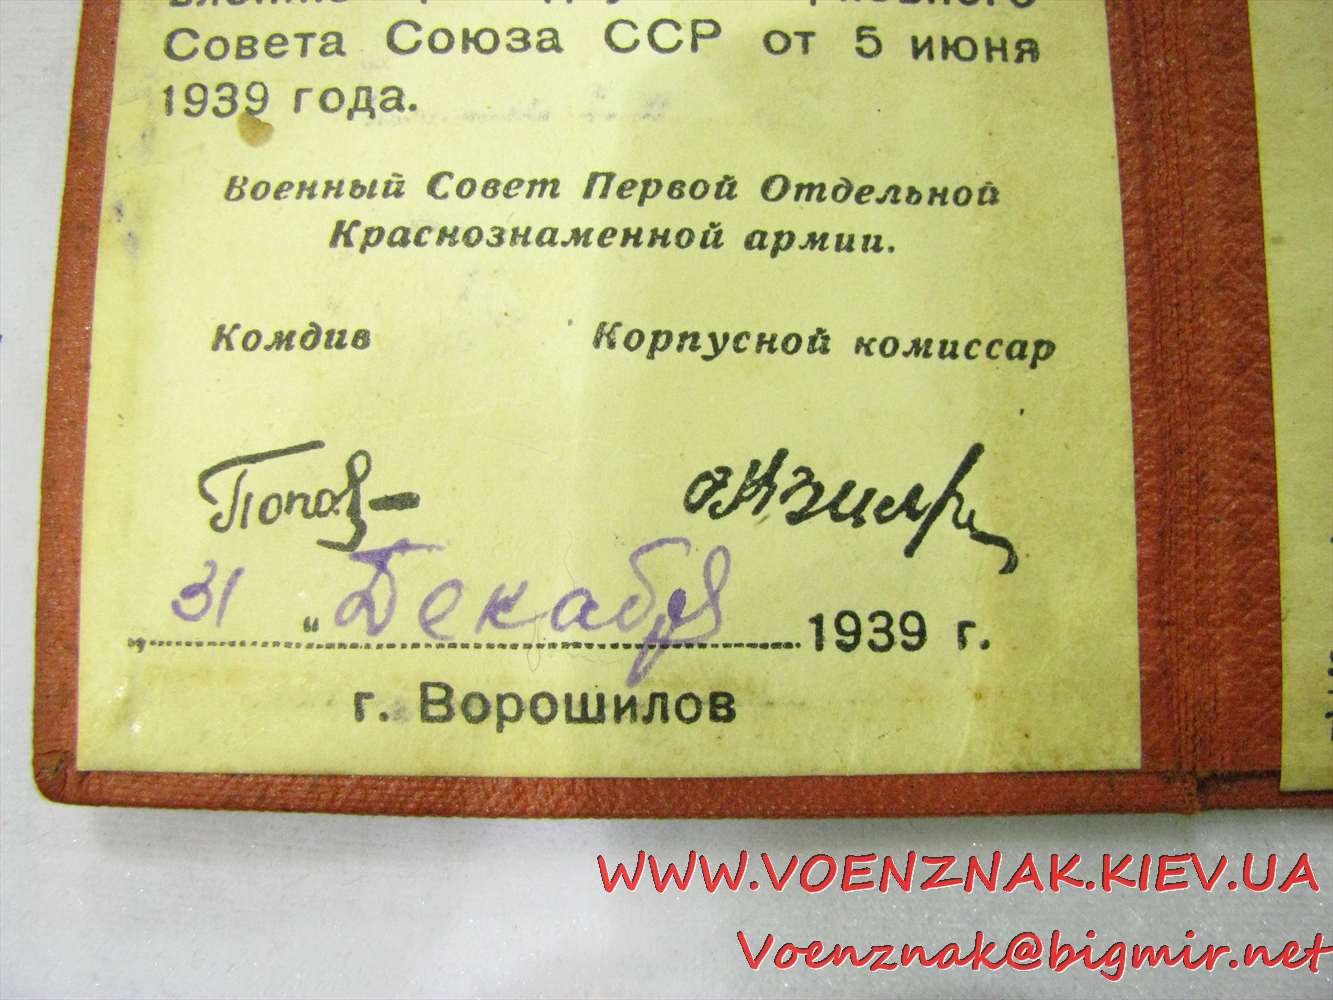 Совета Союза ССР от 5 июня
1939 года.
Военный Совет Первой Отдельной
Краснознаменной армии.
Комдив
Корпусной комиссар
Попов
31 " Декабря 1939 г.
г. Ворошилов
WWW.VOENZNAK.KIEV.UA
Voenznak@bigmir.net